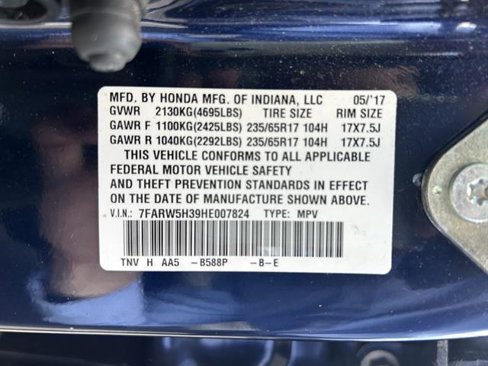 MFD. BY HONDA MFG. OF INDIANA, LLC 05/'17
GVWR 2130KG(4695LBS) TIRE SIZE RIM SIZE
GAWR F 1100KG(2425LBS) 235/65R17 104H 17X7.5J
GAWR R 1040KG(2292LBS) 235/65R17 104H 17X7.5J
THIS VEHICLE CONFORMS TO ALL APPLICABLE
FEDERAL MOTOR VEHICLE SAFETY
AND THEFT PREVENTION STANDARDS IN EFFECT
ON THE DATE OF MANUFACTURE SHOWN ABOVE.
V.I.N.: 7FARW5H39HE007824 TYPE: MPV
TNV H AA5 -B588P -B-E